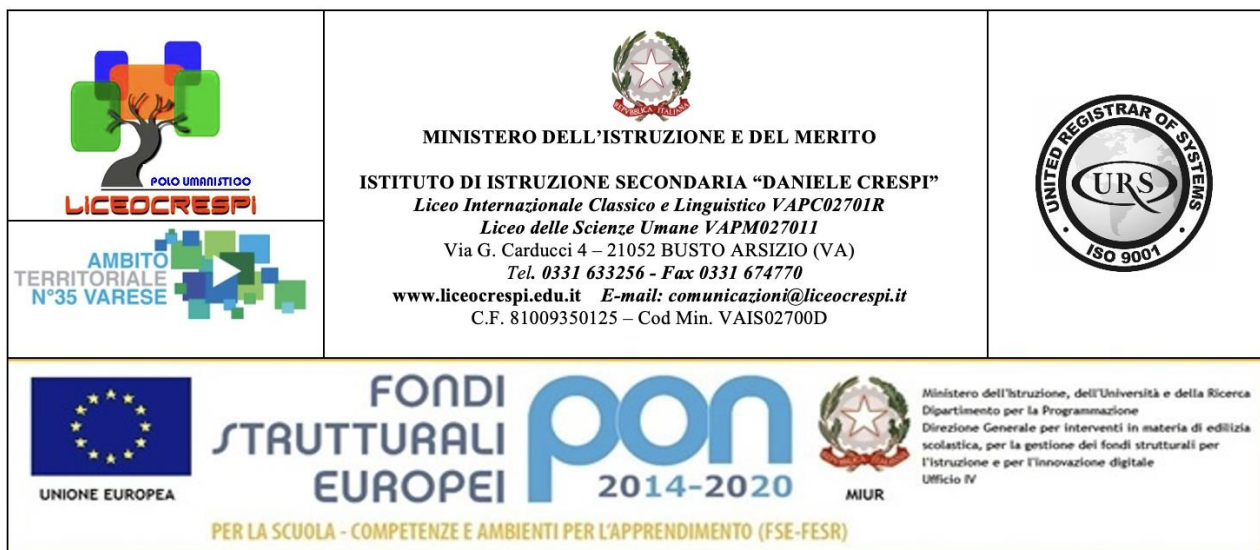 POLO UMANISTICO
LICEOCRESPI
AMBITO
TERRITORIALE
N°35 VARESE
REPVBBLICA ITALIANA
MINISTERO DELL'ISTRUZIONE E DEL MERITO
ISTITUTO DI ISTRUZIONE SECONDARIA “DANIELE CRESPI”
Liceo Internazionale Classico e Linguistico VAPC02701R
Liceo delle Scienze Umane VAPM027011
Via G. Carducci 4 – 21052 BUSTO ARSIZIO (VA)
Tel. 0331 633256 - Fax 0331 674770
www.liceocrespi.edu.it E-mail: comunicazioni@liceocrespi.it
C.F. 81009350125 – Cod Min. VAIS02700D
UNITED REGISTRAR OF SYSTEMS
URS
ISO 9001
UNIONE EUROPEA
FONDI
STRUTTURALI
EUROPEI
pon
2014-2020
MIUR
Ministero dell'Istruzione, dell'Università e della Ricerca
Dipartimento per la Programmazione
Direzione Generale per interventi in materia di edilizia
scolastica, per la gestione dei fondi strutturali per
l'istruzione e per l'innovazione digitale
Ufficio IV
PER LA SCUOLA - COMPETENZE E AMBIENTI PER L'APPRENDIMENTO (FSE-FESR)